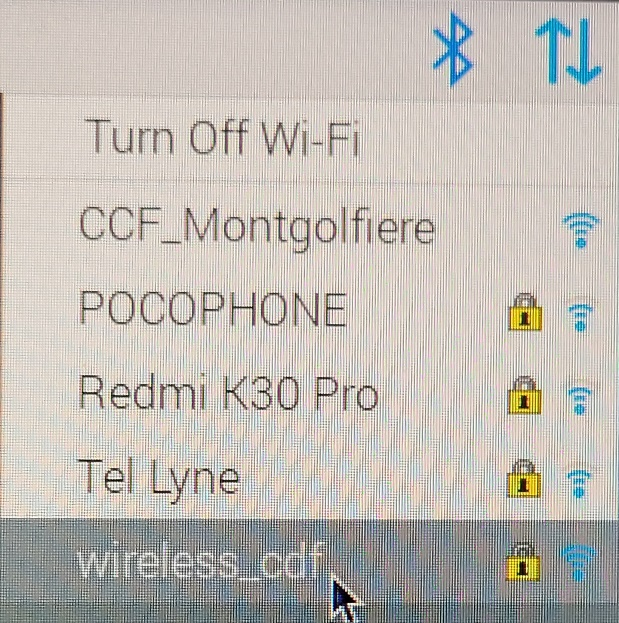 Turn Off Wi-Fi
CCF_Montgolfiere
POCOPHONE
Redmi K30 Pro
Tel Lyne
wireless_cdf